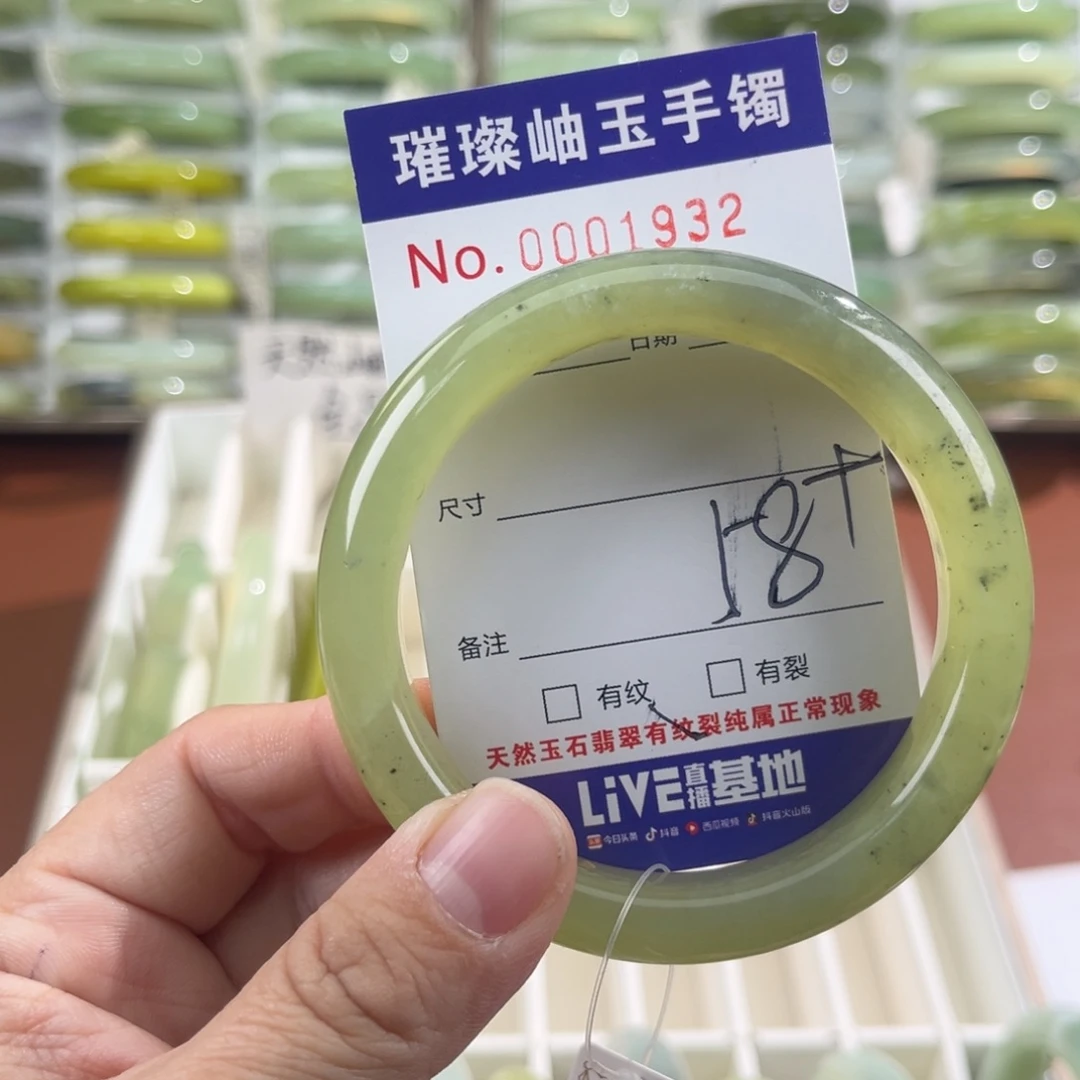 璀璨岫玉手镯
No. 0001932
日期
尺寸
58+
备注
有纹 有裂
天然玉石翡翠有纹裂纯属正常现象
LiVE直播基地
今日头条 抖音 西瓜视频 抖音火山版